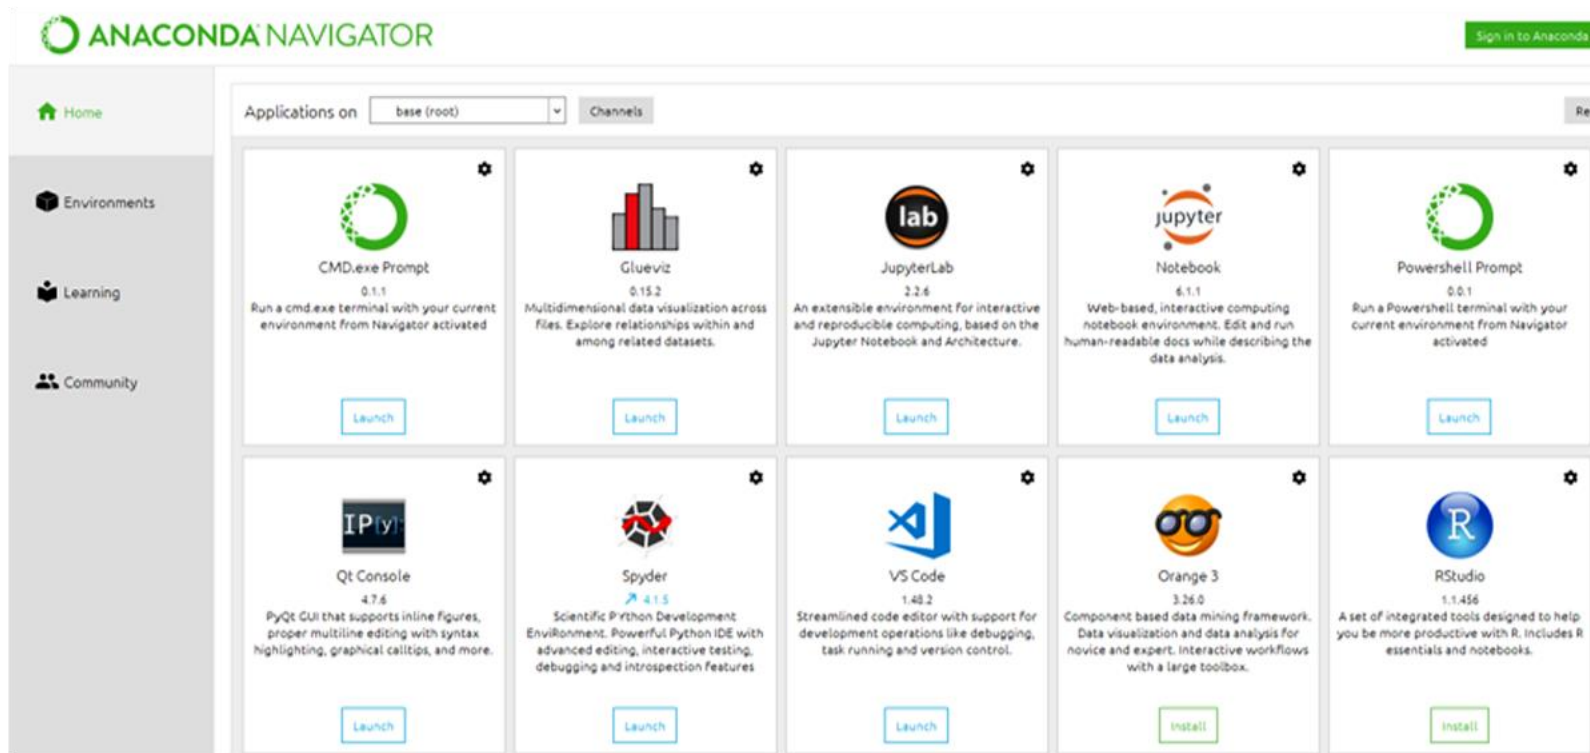 ANACONDA NAVIGATOR
Sign in to Anaconda
Home
Environments
Learning
Community
Applications on base (root) Channels
Re
CMD.exe Prompt
0.1.1
Run a cmd.exe terminal with your current
environment from Navigator activated
Launch
Glueviz
0.15.2
Multidimensional data visualization across
files. Explore relationships within and
among related datasets.
Launch
lab
JupyterLab
2.2.6
An extensible environment for interactive
and reproducible computing, based on the
Jupyter Notebook and Architecture.
Launch
jupyter
Notebook
6.1.1
Web-based, interactive computing
notebook environment. Edit and run
human-readable docs while describing the
data analysis.
Launch
Powershell Prompt
0.0.1
Run a Powershell terminal with your
current environment from Navigator
activated
Launch
IP[y]:
Qt Console
4.7.6
PyQt GUI that supports inline figures,
proper multiline editing with syntax
highlighting, graphical calltips, and more.
Launch
Spyder
4.1.5
Scientific PYthon Development
EnviRonment. Powerful Python IDE with
advanced editing, interactive testing,
debugging and introspection features
Launch
VS Code
1.48.2
Streamlined code editor with support for
development operations like debugging,
task running and version control.
Launch
Orange 3
3.26.0
Component based data mining framework.
Data visualization and data analysis for
novice and expert. Interactive workflows
with a large toolbox.
Install
R
RStudio
1.1.456
A set of integrated tools designed to help
you be more productive with R. Includes R
essentials and notebooks.
Install